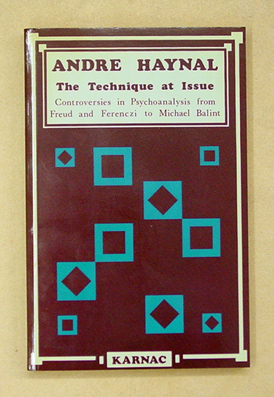 ANDRE HAYNAL
The Technique at Issue
Controversies in Psychoanalysis from
Freud and Ferenczi to Michael Balint
KARNAC